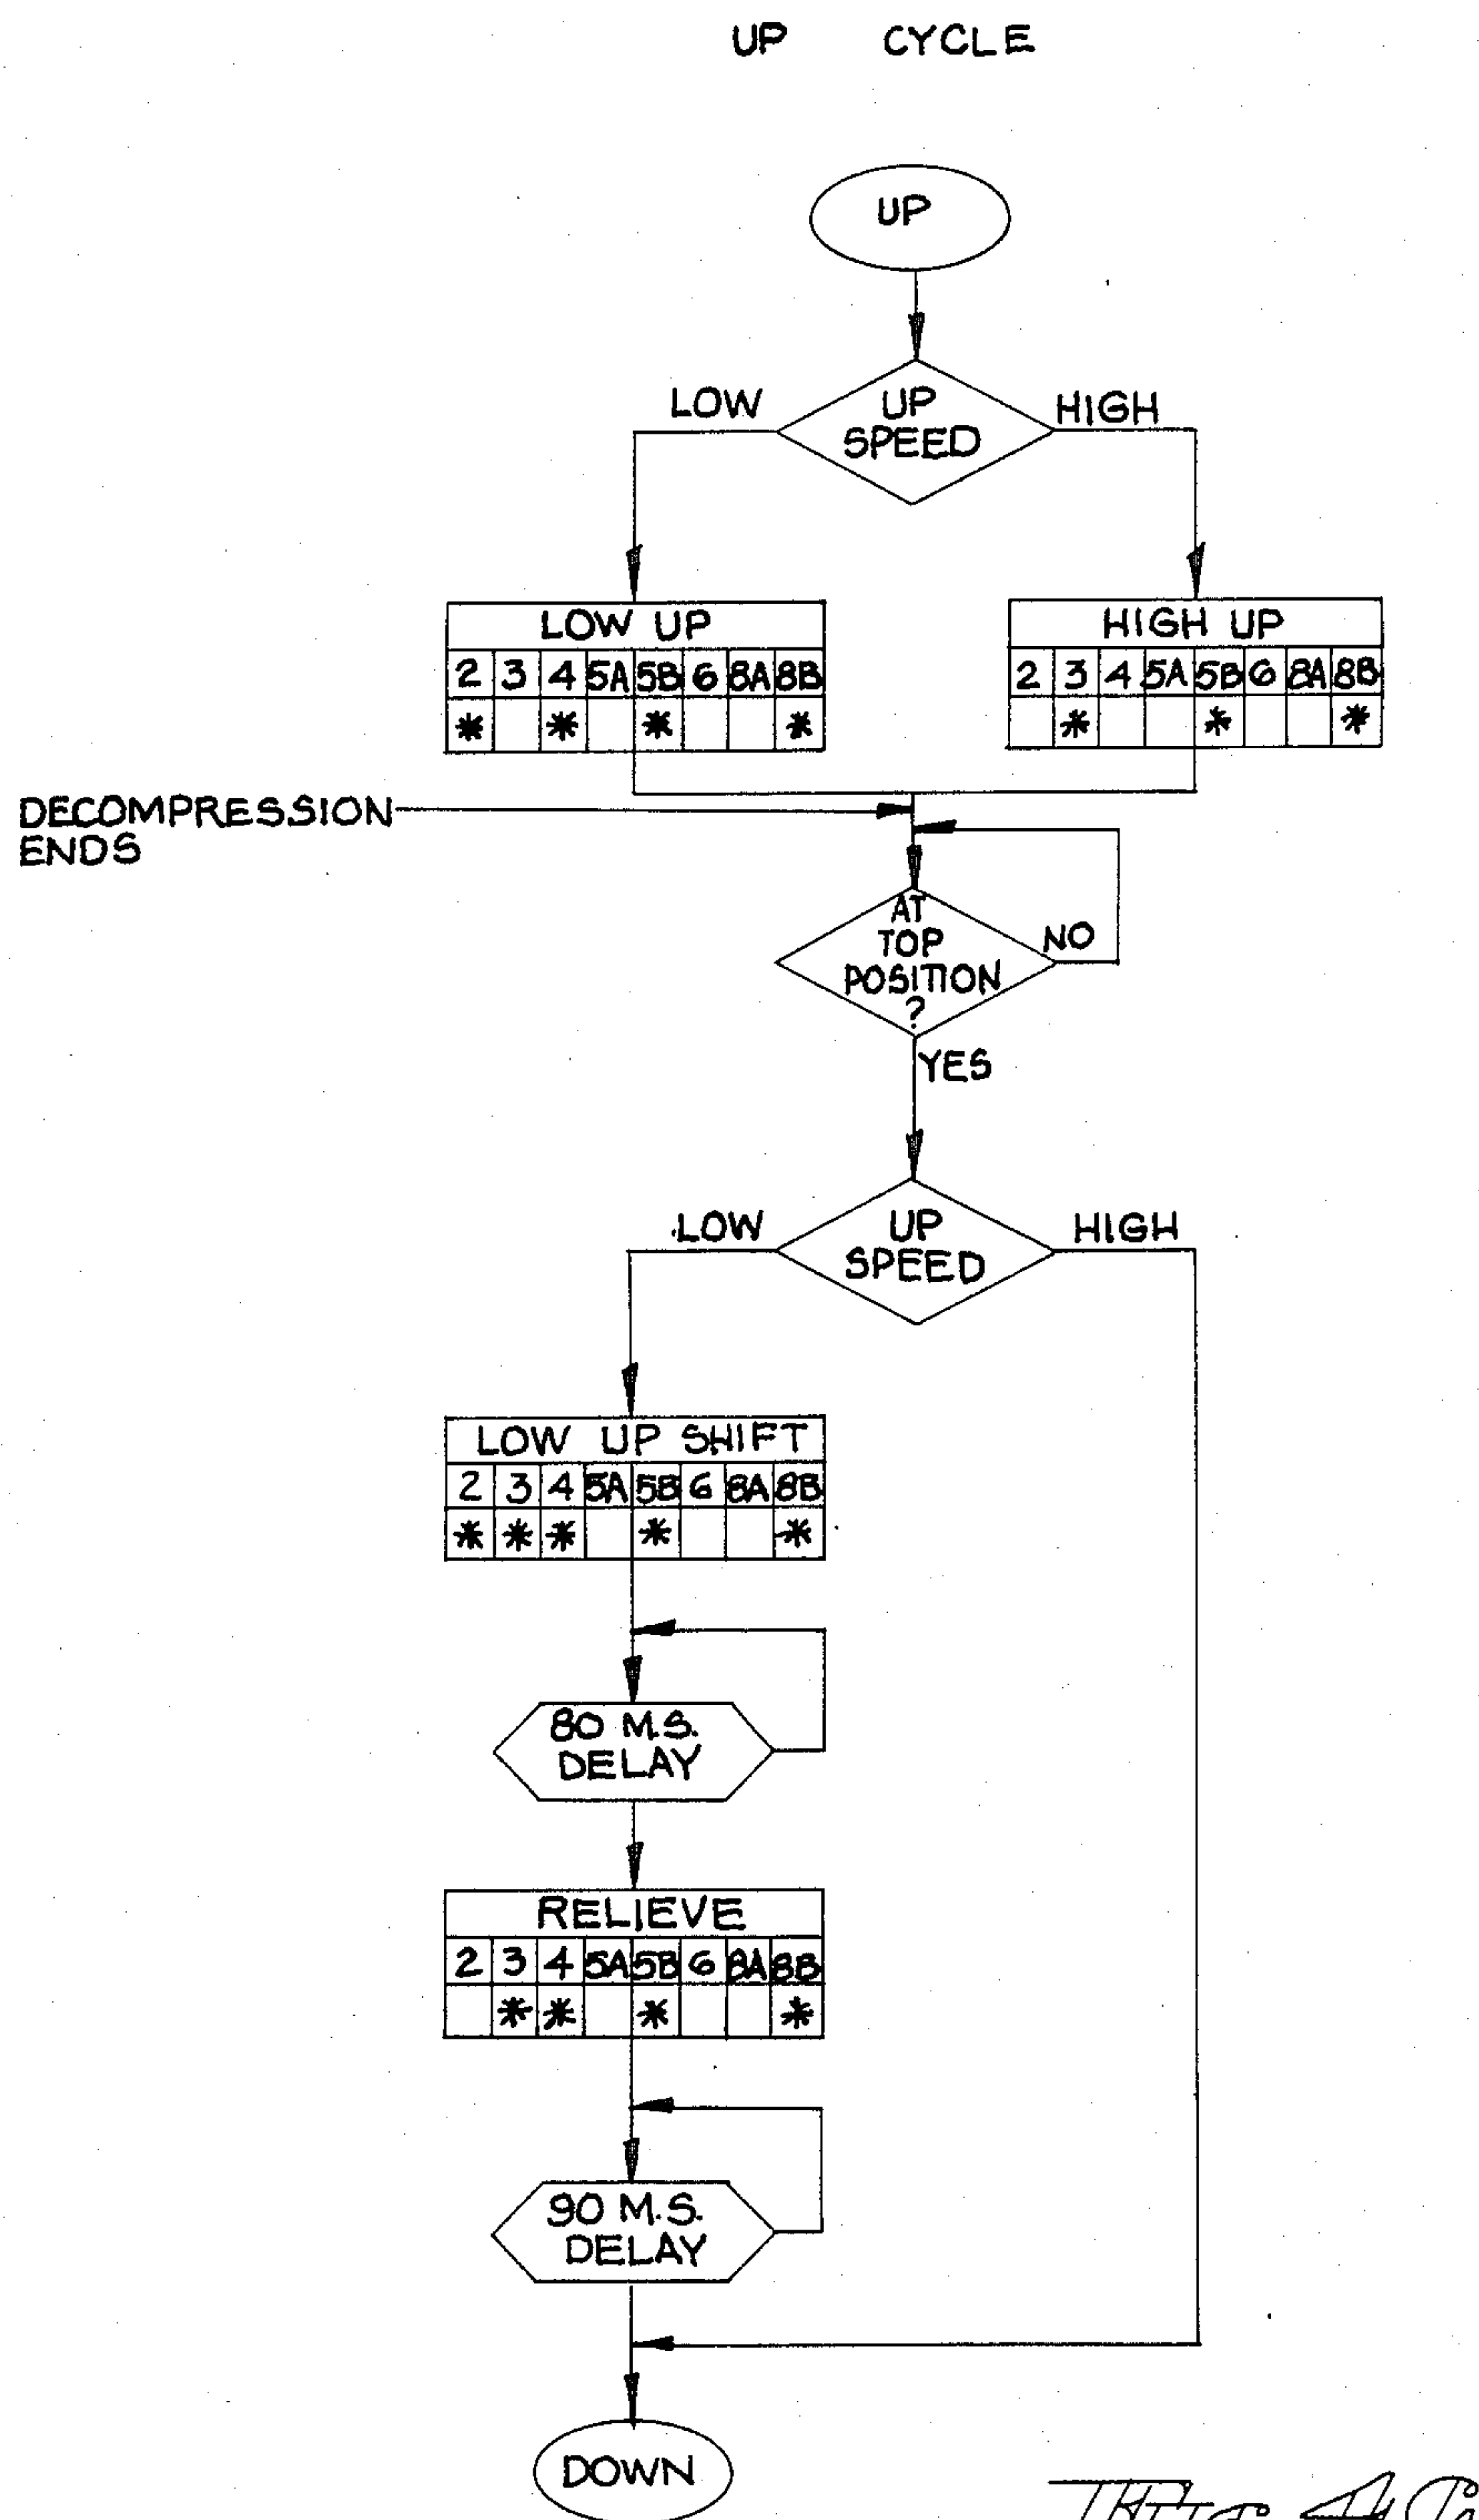 UP CYCLE
UP
LOW
UP
SPEED
HIGH
LOW UP
2 3 4 5A 5B 6 8A 8B
* * * *
HIGH UP
2 3 4 5A 5B 6 8A 8B
* * *
DECOMPRESSION
ENDS
AT
TOP
POSITION
?
NO
YES
LOW
UP
SPEED
HIGH
LOW UP SHIFT
2 3 4 5A 5B 6 8A 8B
* * * * *
80 M.S.
DELAY
RELIEVE
2 3 4 5A 5B 6 8A 8B
* * * *
90 M.S.
DELAY
DOWN